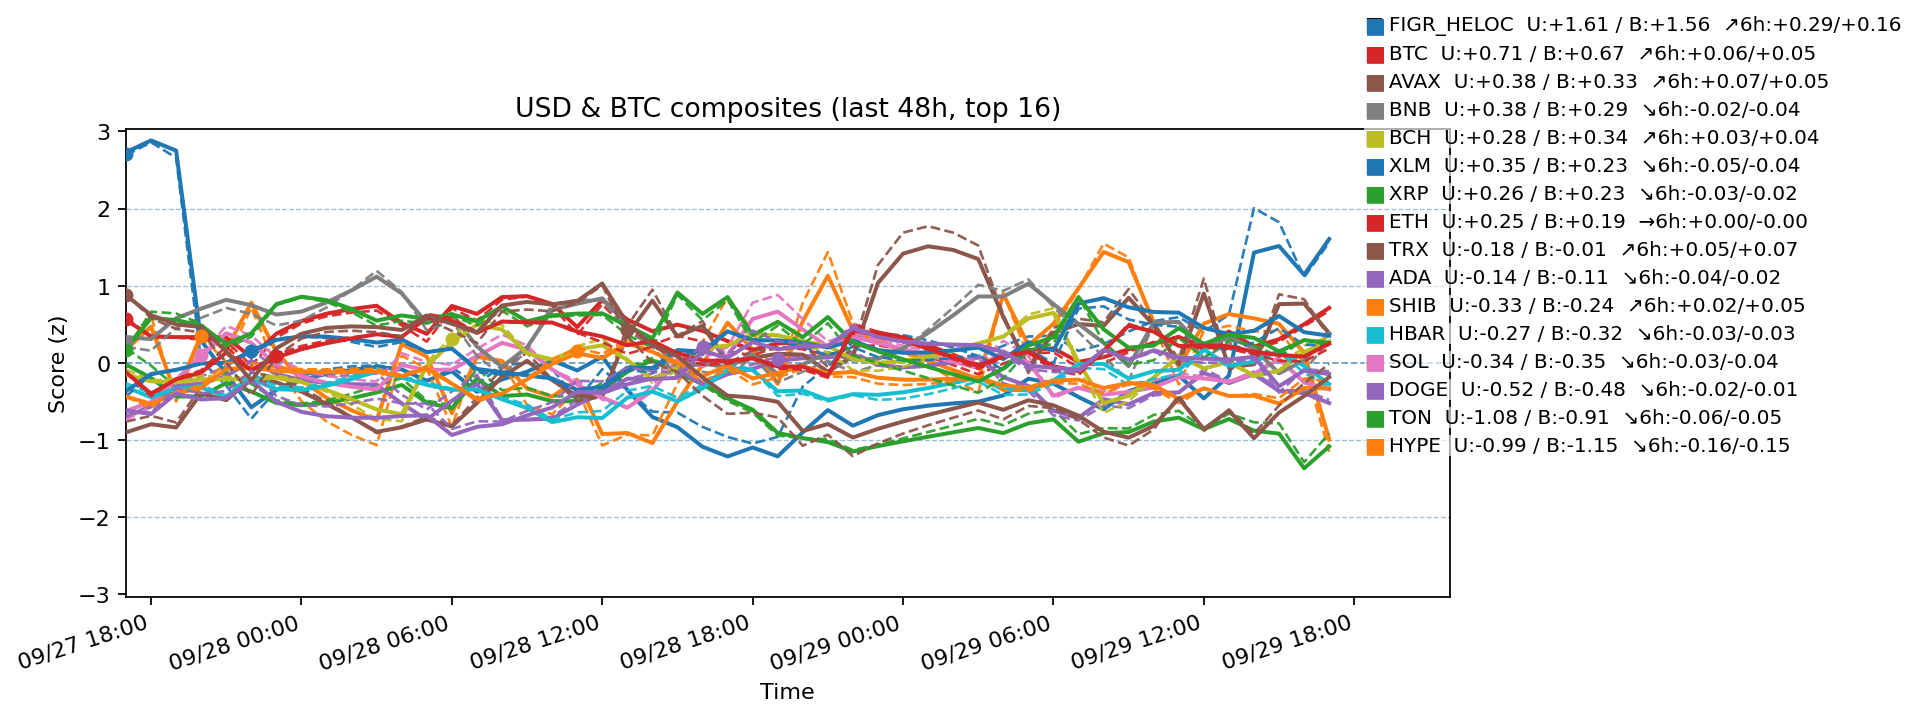 FIGR_HELOC U:+1.61 / B:+1.56 ↗6h:+0.29/+0.16
BTC U:+0.71 / B:+0.67 ↗6h:+0.06/+0.05
AVAX U:+0.38 / B:+0.33 ↗6h:+0.07/+0.05
BNB U:+0.38 / B:+0.29 ↘6h:-0.02/-0.04
BCH U:+0.28 / B:+0.34 ↗6h:+0.03/+0.04
XLM U:+0.35 / B:+0.23 ↘6h:-0.05/-0.04
XRP U:+0.26 / B:+0.23 ↘6h:-0.03/-0.02
ETH U:+0.25 / B:+0.19 →6h:+0.00/-0.00
TRX U:-0.18 / B:-0.01 ↗6h:+0.05/+0.07
ADA U:-0.14 / B:-0.11 ↘6h:-0.04/-0.02
SHIB U:-0.33 / B:-0.24 ↗6h:+0.02/+0.05
HBAR U:-0.27 / B:-0.32 ↘6h:-0.03/-0.03
SOL U:-0.34 / B:-0.35 ↘6h:-0.03/-0.04
DOGE U:-0.52 / B:-0.48 ↘6h:-0.02/-0.01
TON U:-1.08 / B:-0.91 ↘6h:-0.06/-0.05
HYPE U:-0.99 / B:-1.15 ↘6h:-0.16/-0.15
USD & BTC composites (last 48h, top 16)
Score (z)
3
2
1
0
−1
−2
−3
09/27 18:00
09/28 00:00
09/28 06:00
09/28 12:00
09/28 18:00
09/29 00:00
09/29 06:00
09/29 12:00
09/29 18:00
Time